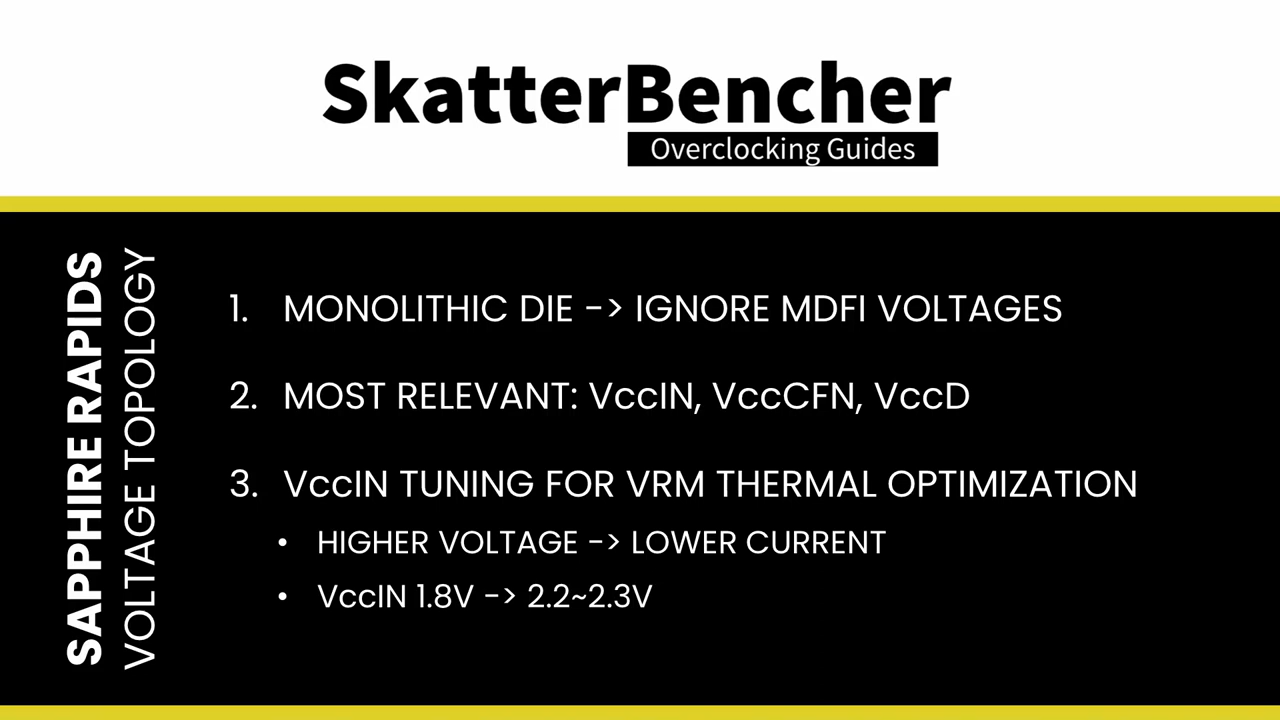 SkatterBencher
Overclocking Guides
SAPPHIRE RAPIDS
VOLTAGE TOPOLOGY
1. MONOLITHIC DIE -> IGNORE MDFI VOLTAGES
2. MOST RELEVANT: VccIN, VccCFN, VccD
3. VccIN TUNING FOR VRM THERMAL OPTIMIZATION
• HIGHER VOLTAGE -> LOWER CURRENT
• VccIN 1.8V -> 2.2~2.3V